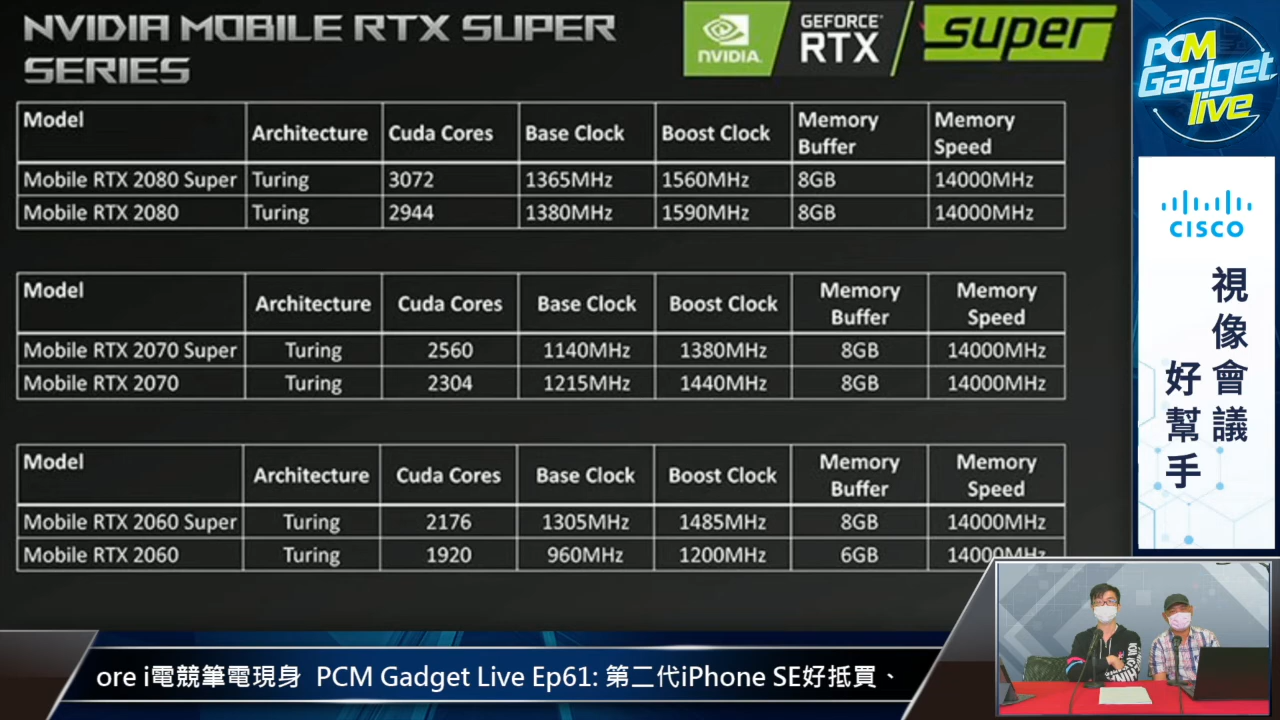 NVIDIA MOBILE RTX SUPER
SERIES
NVIDIA
GEFORCE
RTX
SUPER
Model Architecture Cuda Cores Base Clock Boost Clock Memory Buffer Memory Speed
Mobile RTX 2080 Super Turing 3072 1365MHz 1560MHz 8GB 14000MHz
Mobile RTX 2080 Turing 2944 1380MHz 1590MHz 8GB 14000MHz
Model Architecture Cuda Cores Base Clock Boost Clock Memory Buffer Memory Speed
Mobile RTX 2070 Super Turing 2560 1140MHz 1380MHz 8GB 14000MHz
Mobile RTX 2070 Turing 2304 1215MHz 1440MHz 8GB 14000MHz
Model Architecture Cuda Cores Base Clock Boost Clock Memory Buffer Memory Speed
Mobile RTX 2060 Super Turing 2176 1305MHz 1485MHz 8GB 14000MHz
Mobile RTX 2060 Turing 1920 960MHz 1200MHz 6GB 14000MHz
PCM
Gadget
live
CISCO
視像會議
好幫手
ore i電競筆電現身 PCM Gadget Live Ep61: 第二代iPhone SE好抵買、